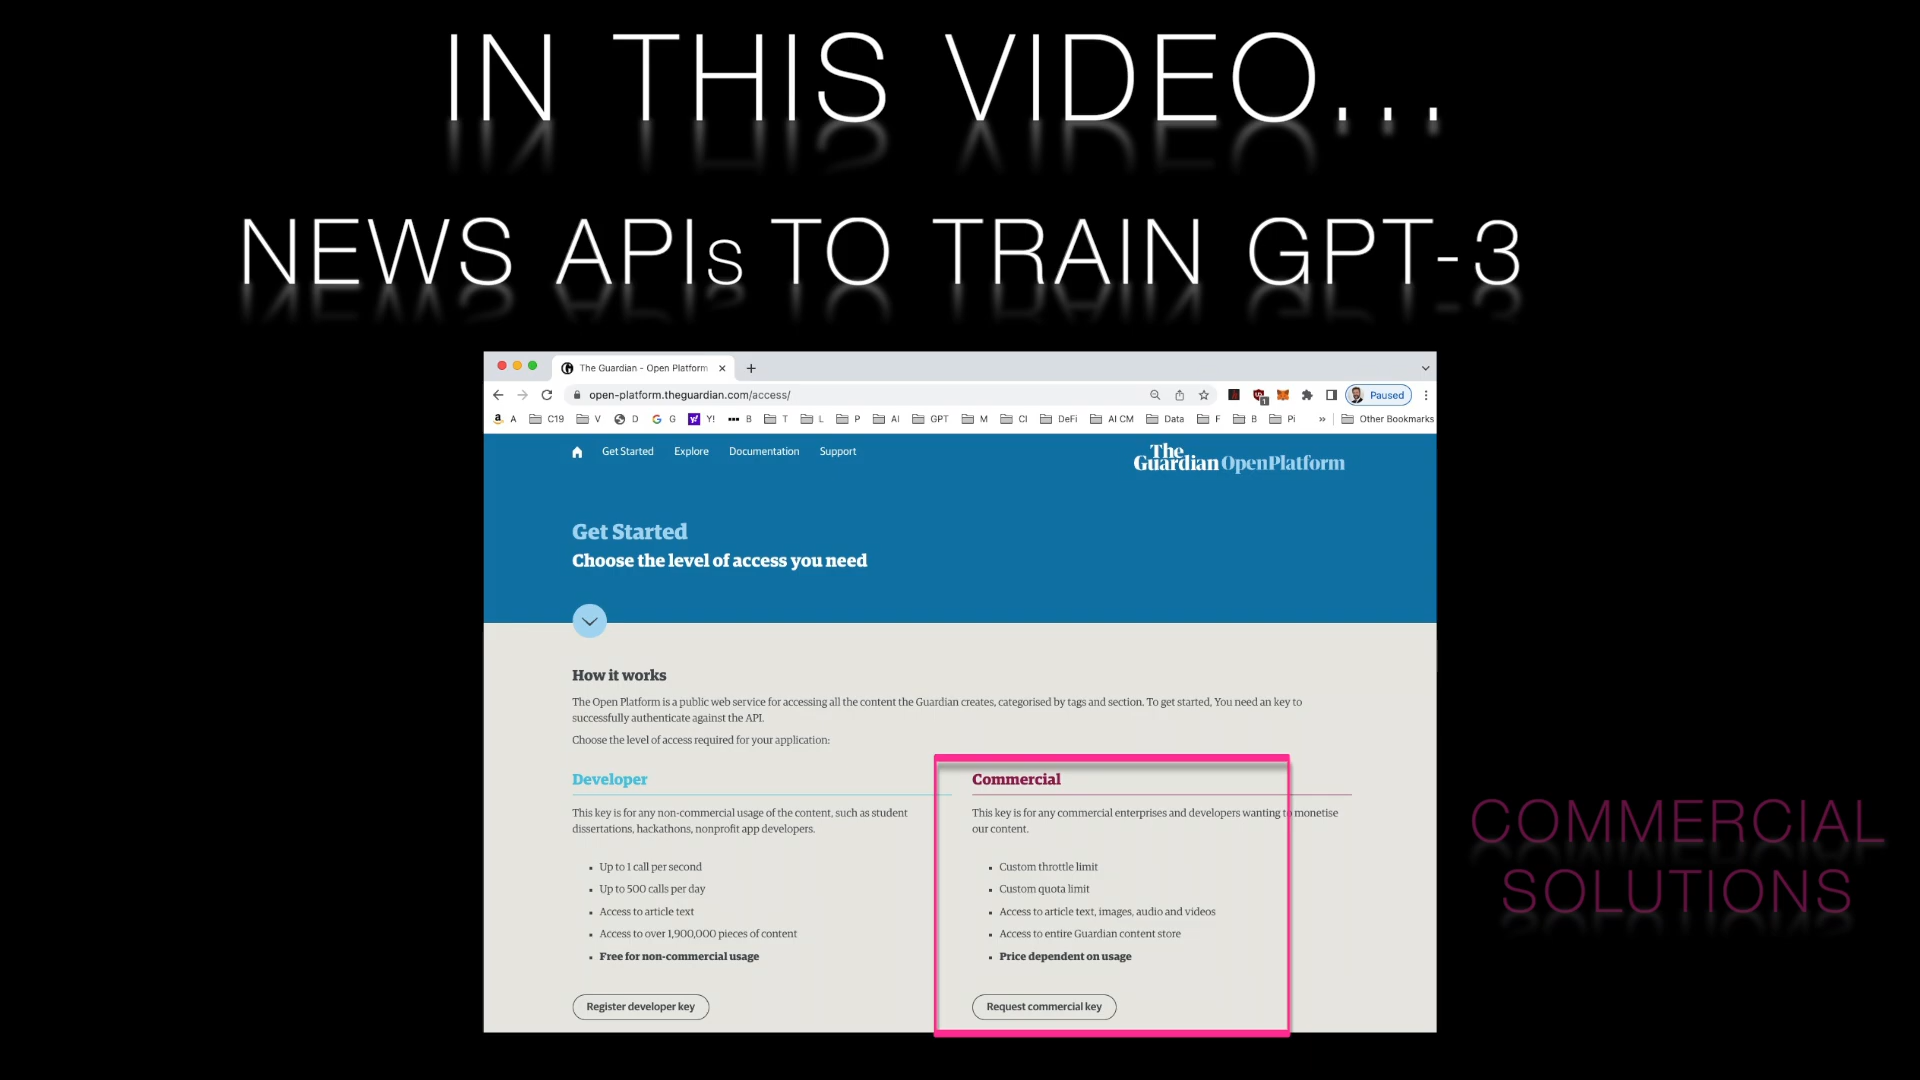 IN THIS VIDEO...
NEWS APIs TO TRAIN GPT-3
The Guardian - Open Platform
open-platform.theguardian.com/access/
Paused
A C19 V D G Y! B T L P AI GPT M CI DeFi AI CM Data F B Pi » Other Bookmarks
Get Started Explore Documentation Support
The Guardian OpenPlatform
Get Started
Choose the level of access you need
How it works
The Open Platform is a public web service for accessing all the content the Guardian creates, categorised by tags and section. To get started, You need an key to
successfully authenticate against the API.
Choose the level of access required for your application:
Developer
This key is for any non-commercial usage of the content, such as student
dissertations, hackathons, nonprofit app developers.
Up to 1 call per second
Up to 500 calls per day
Access to article text
Access to over 1,900,000 pieces of content
Free for non-commercial usage
Register developer key
Commercial
This key is for any commercial enterprises and developers wanting to monetise
our content.
Custom throttle limit
Custom quota limit
Access to article text, images, audio and videos
Access to entire Guardian content store
Price dependent on usage
Request commercial key
COMMERCIAL
SOLUTIONS